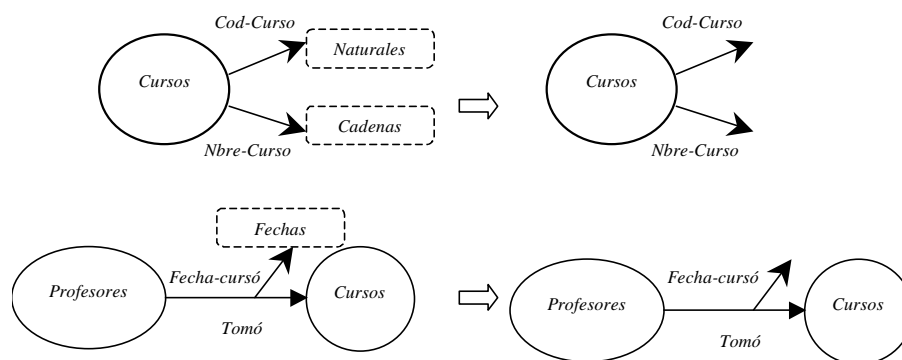 Cod-Curso
Naturales
Cursos
Cadenas
Nbre-Curso
Cod-Curso
Cursos
Nbre-Curso
Fechas
Fecha-cursó
Profesores
Cursos
Tomó
Fecha-cursó
Profesores
Cursos
Tomó